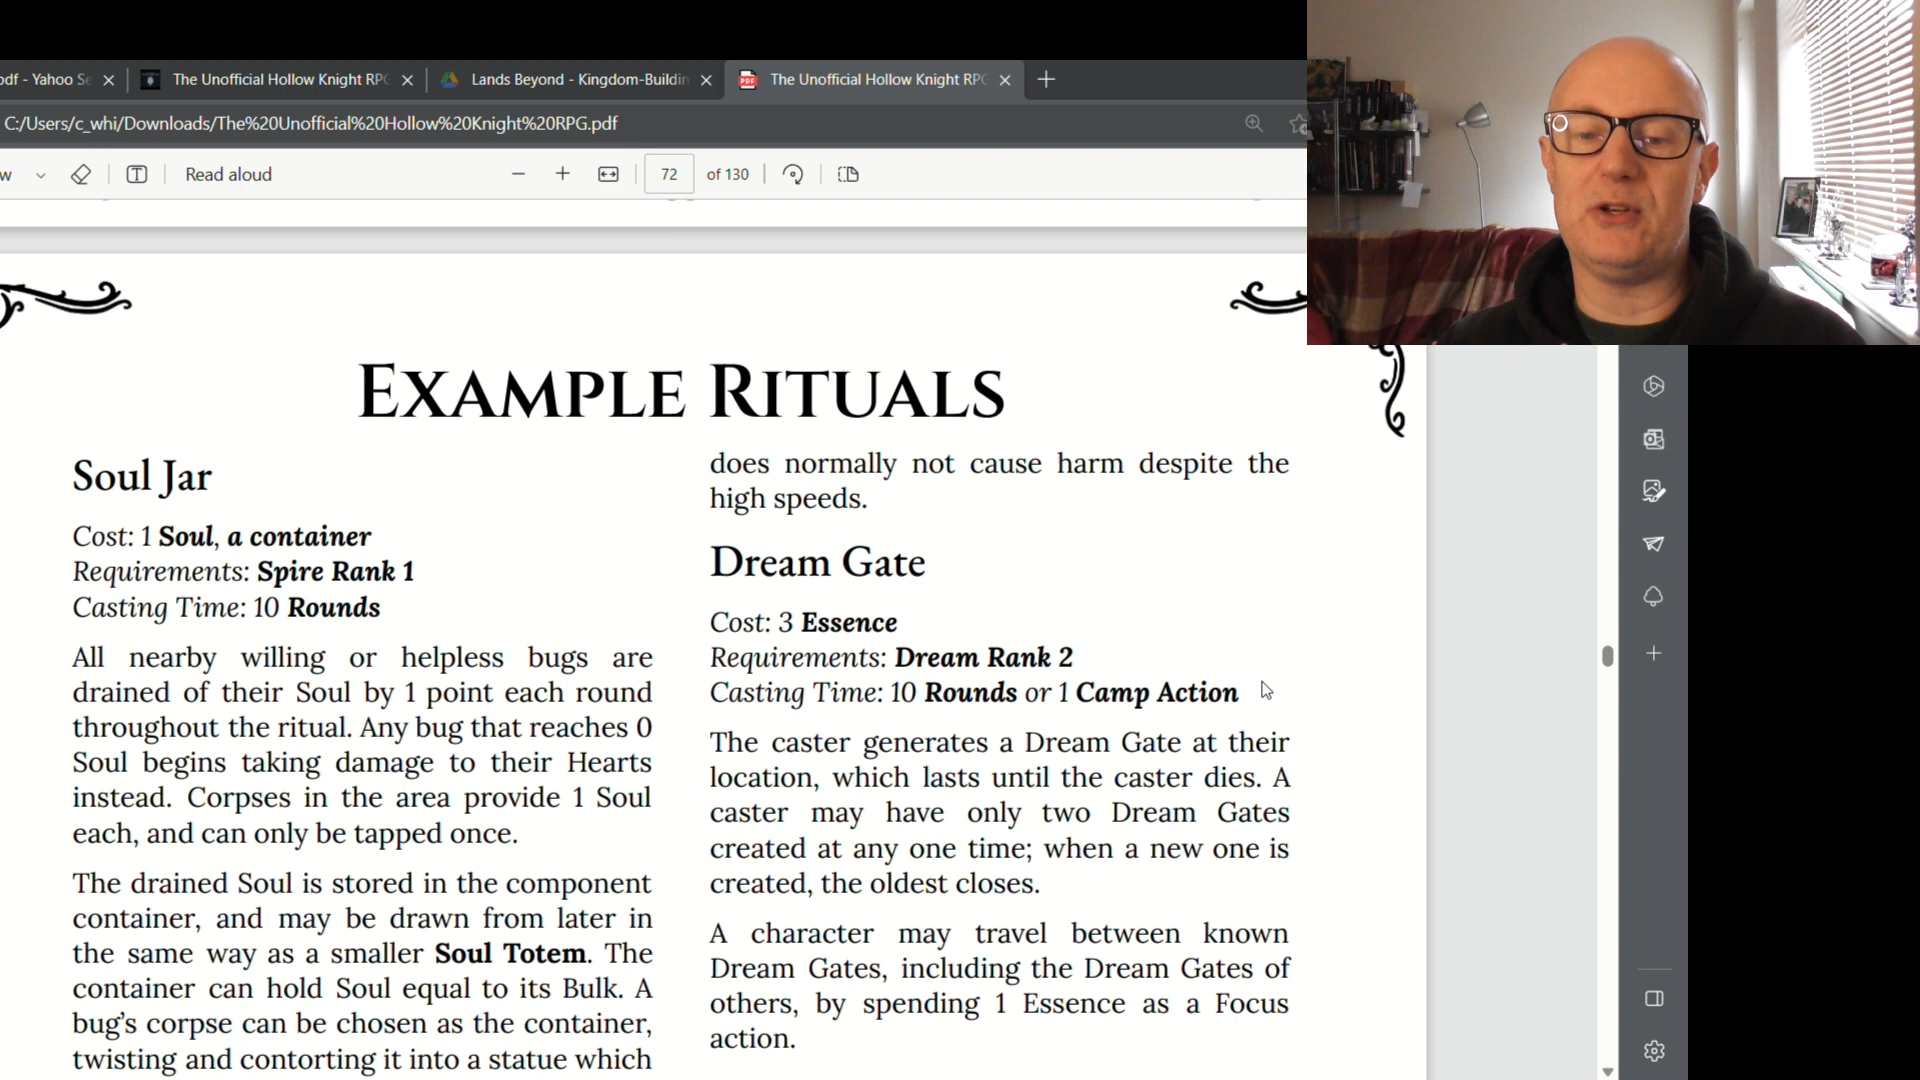 pdf - Yahoo Se
The Unofficial Hollow Knight RPG
Lands Beyond - Kingdom-Buildin
The Unofficial Hollow Knight RPG
C:/Users/c_whi/Downloads/The%20Unofficial%20Hollow%20Knight%20RPG.pdf
w
Read aloud
72 of 130
EXAMPLE RITUALS
Soul Jar
Cost: 1 Soul, a container
Requirements: Spire Rank 1
Casting Time: 10 Rounds
All nearby willing or helpless bugs are
drained of their Soul by 1 point each round
throughout the ritual. Any bug that reaches 0
Soul begins taking damage to their Hearts
instead. Corpses in the area provide 1 Soul
each, and can only be tapped once.
The drained Soul is stored in the component
container, and may be drawn from later in
the same way as a smaller Soul Totem. The
container can hold Soul equal to its Bulk. A
bug's corpse can be chosen as the container,
twisting and contorting it into a statue which
does normally not cause harm despite the
high speeds.
Dream Gate
Cost: 3 Essence
Requirements: Dream Rank 2
Casting Time: 10 Rounds or 1 Camp Action
The caster generates a Dream Gate at their
location, which lasts until the caster dies. A
caster may have only two Dream Gates
created at any one time; when a new one is
created, the oldest closes.
A character may travel between known
Dream Gates, including the Dream Gates of
others, by spending 1 Essence as a Focus
action.